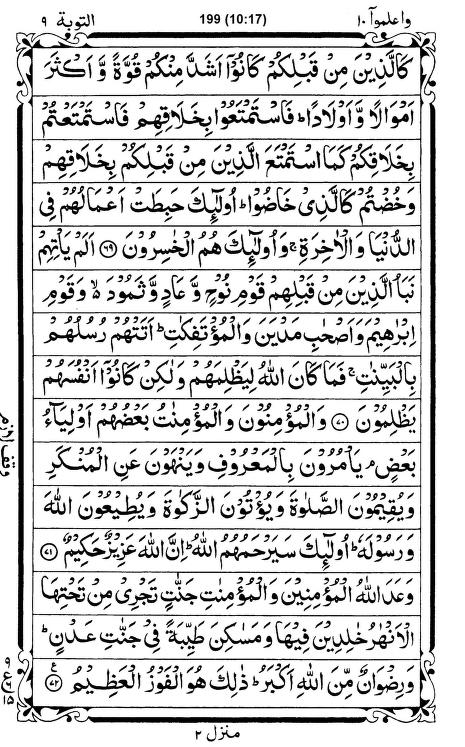 التوبة ٩
199 (10:17)
واعلموآ ١٠
كَالَّذِيْنَ مِنْ قَبْلِكُمْ كَانُوْۤا اَشَدَّ مِنْكُمْ قُوَّةً وَّ اَكْثَرَ
اَمْوَالًا وَّ اَوْلَادًا ؕ فَاسْتَمْتَعُوْا بِخَلَاقِهِمْ فَاسْتَمْتَعْتُمْ
بِخَلَاقِكُمْ كَمَا اسْتَمْتَعَ الَّذِيْنَ مِنْ قَبْلِكُمْ بِخَلَاقِهِمْ
وَخُضْتُمْ كَالَّذِيْ خَاضُوْا ؕ اُولٰٓئِكَ حَبِطَتْ اَعْمَالُهُمْ فِي
الدُّنْيَا وَالْاٰخِرَةِ ۚ وَاُولٰٓئِكَ هُمُ الْخٰسِرُوْنَ ﴿٦٩﴾ اَلَمْ يَاْتِهِمْ
نَبَاُ الَّذِيْنَ مِنْ قَبْلِهِمْ قَوْمِ نُوْحٍ وَّ عَادٍ وَّ ثَمُوْدَ ۙ۬ وَقَوْمِ
اِبْرٰهِيْمَ وَاَصْحٰبِ مَدْيَنَ وَالْمُؤْتَفِكٰتِ ؕ اَتَتْهُمْ رُسُلُهُمْ
بِالْبَيِّنٰتِ ۚ فَمَا كَانَ اللّٰهُ لِيَظْلِمَهُمْ وَلٰكِنْ كَانُوْۤا اَنْفُسَهُمْ
يَظْلِمُوْنَ ﴿٧٠﴾ وَالْمُؤْمِنُوْنَ وَالْمُؤْمِنٰتُ بَعْضُهُمْ اَوْلِيَآءُ
بَعْضٍ ۘ يَاْمُرُوْنَ بِالْمَعْرُوْفِ وَيَنْهَوْنَ عَنِ الْمُنْكَرِ
وَيُقِيْمُوْنَ الصَّلٰوةَ وَيُؤْتُوْنَ الزَّكٰوةَ وَيُطِيْعُوْنَ اللّٰهَ
وَرَسُوْلَهٗ ؕ اُولٰٓئِكَ سَيَرْحَمُهُمُ اللّٰهُ ؕ اِنَّ اللّٰهَ عَزِيْزٌ حَكِيْمٌ ﴿٧١﴾
وَعَدَ اللّٰهُ الْمُؤْمِنِيْنَ وَالْمُؤْمِنٰتِ جَنّٰتٍ تَجْرِيْ مِنْ تَحْتِهَا
الْاَنْهٰرُ خٰلِدِيْنَ فِيْهَا وَمَسٰكِنَ طَيِّبَةً فِيْ جَنّٰتِ عَدْنٍ ؕ
وَرِضْوَانٌ مِّنَ اللّٰهِ اَكْبَرُ ؕ ذٰلِكَ هُوَ الْفَوْزُ الْعَظِيْمُ ﴿٧٢﴾ ع
وقف لازم
٩
ع
١٥
منزل ٢